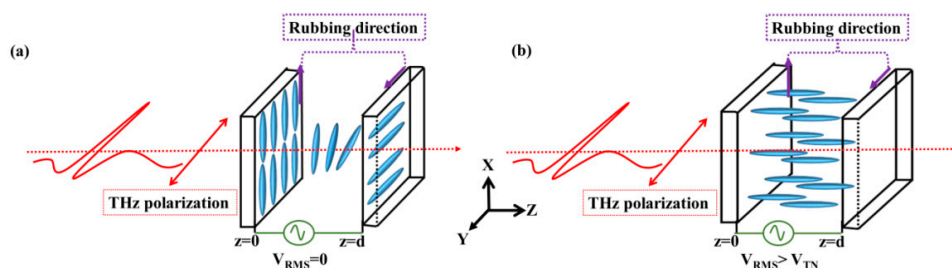 (a)
Rubbing direction
THz polarization
z=0
z=d
V_RMS=0
X
Z
Y
(b)
Rubbing direction
THz polarization
z=0
z=d
V_RMS> V_TN